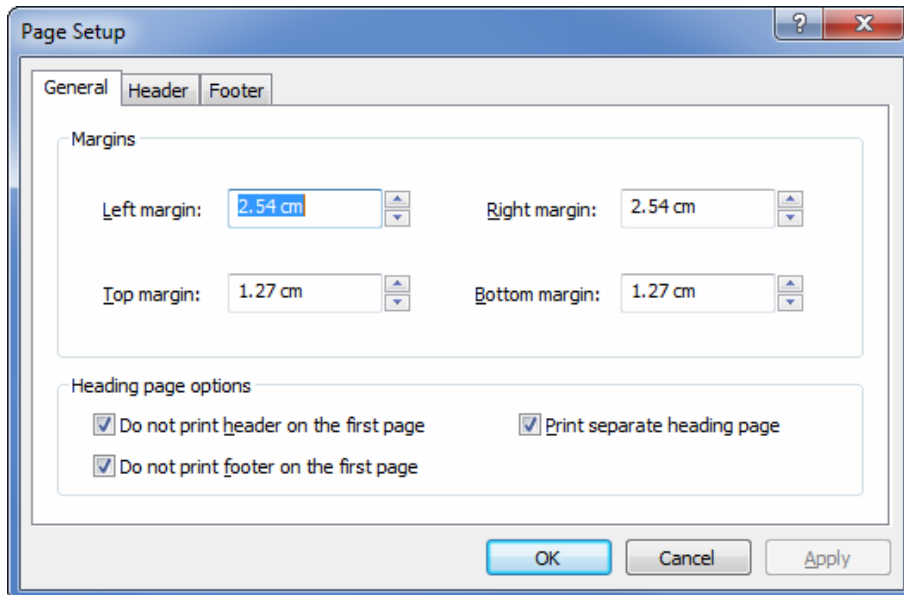 Page Setup
?
General Header Footer
Margins
Left margin: 2.54 cm Right margin: 2.54 cm
Top margin: 1.27 cm Bottom margin: 1.27 cm
Heading page options
Do not print header on the first page Print separate heading page
Do not print footer on the first page
OK Cancel Apply